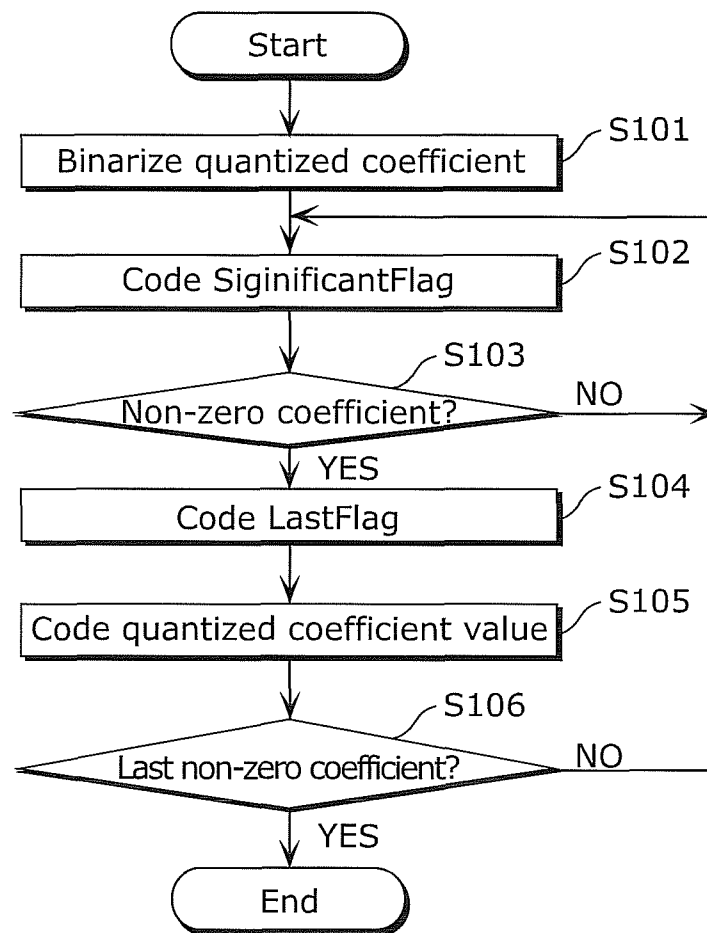 Start
S101
Binarize quantized coefficient
S102
Code SiginificantFlag
S103
Non-zero coefficient?
NO
YES
S104
Code LastFlag
S105
Code quantized coefficient value
S106
Last non-zero coefficient?
NO
YES
End